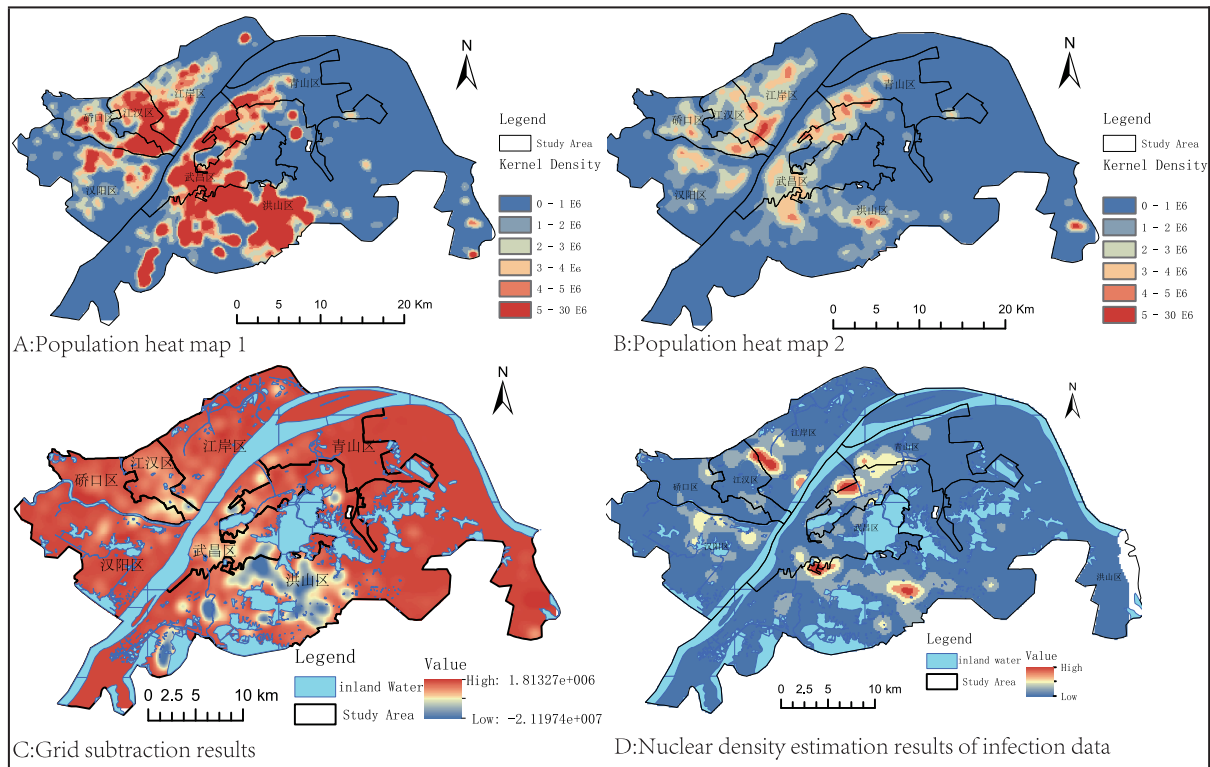 N
江岸区
青山区
硚口区
江汉区
武昌区
汉阳区
洪山区
Legend
Study Area
Kernel Density
0 - 1 E6
1 - 2 E6
2 - 3 E6
3 - 4 E6
4 - 5 E6
5 - 30 E6
0 5 10 20 Km
A:Population heat map 1
N
江岸区
青山区
硚口区
江汉区
武昌区
汉阳区
洪山区
Legend
Study Area
Kernel Density
0 - 1 E6
1 - 2 E6
2 - 3 E6
3 - 4 E6
4 - 5 E6
5 - 30 E6
0 5 10 20 Km
B:Population heat map 2
N
江岸区
青山区
江汉区
硚口区
武昌区
汉阳区
洪山区
Legend
inland Water
Study Area
Value
High: 1.81327e+006
Low: -2.11974e+007
0 2.5 5 10 km
C:Grid subtraction results
N
江岸区
青山区
硚口区
江汉区
武昌区
汉阳区
洪山区
Legend
inland Water
Study Area
Value
High
Low
0 2.5 5 10 km
D:Nuclear density estimation results of infection data